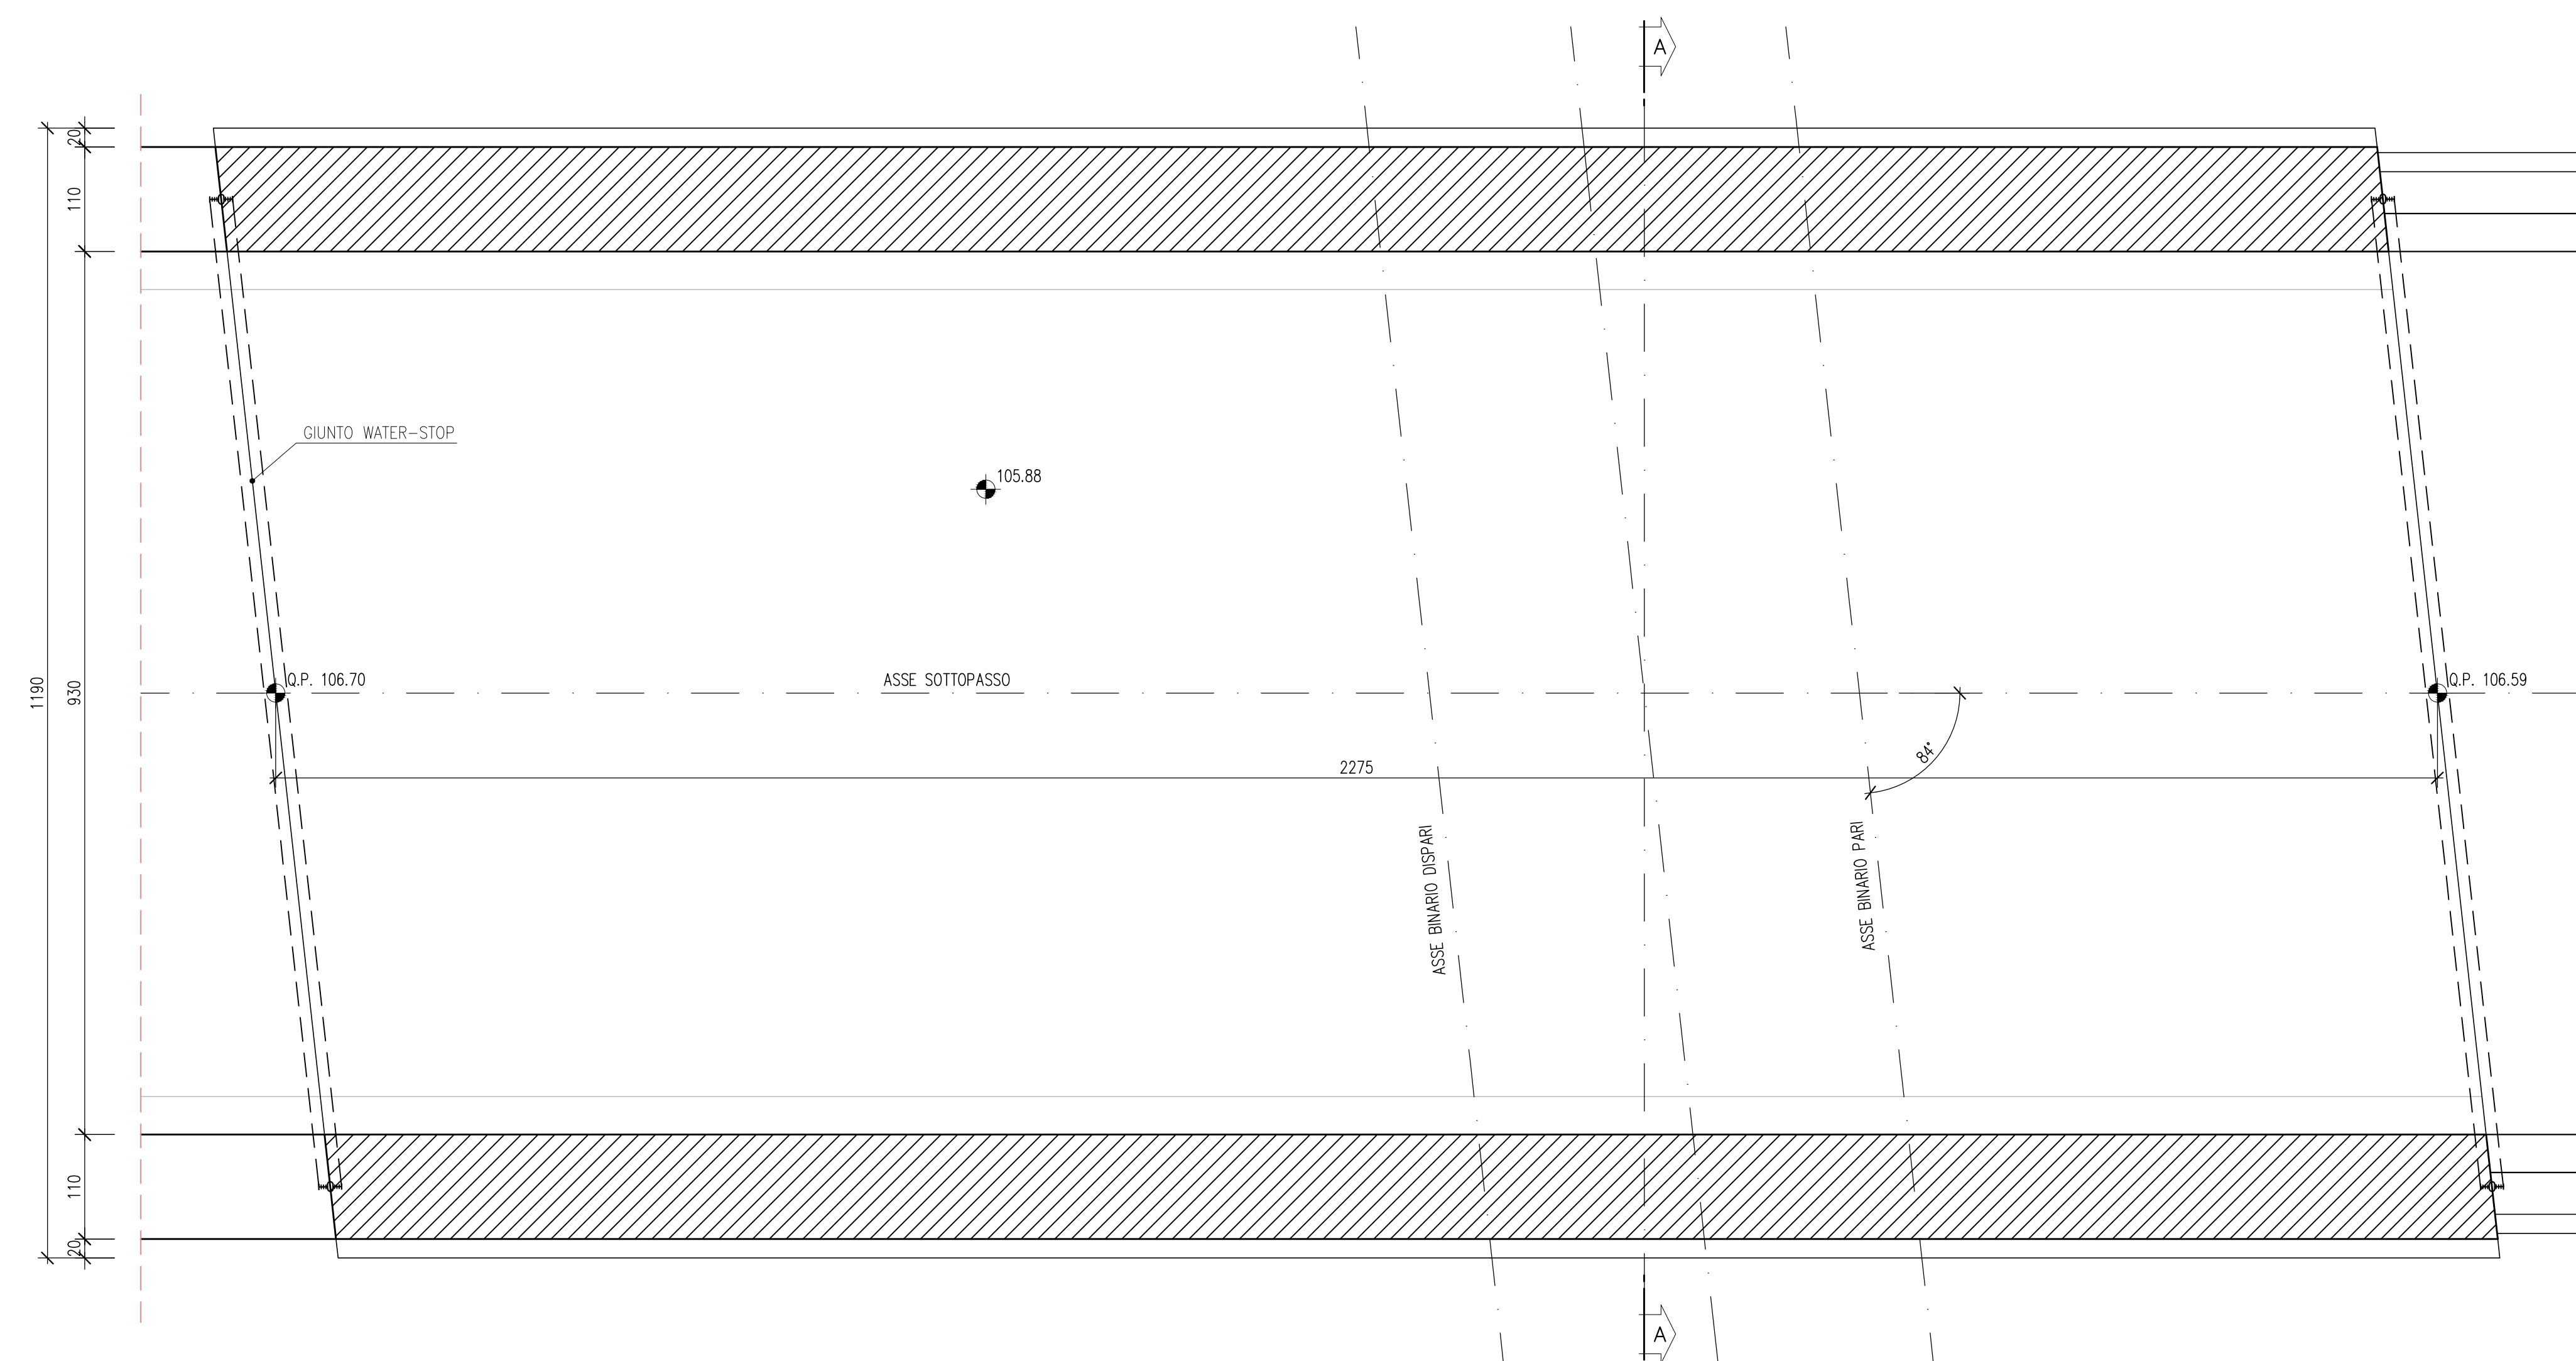 A
20
110
GIUNTO WATER-STOP
105.88
1190
930
Q.P. 106.70
ASSE SOTTOPASSO
Q.P. 106.59
84°
2275
ASSE BINARIO DISPARI
ASSE BINARIO PARI
110
20
A